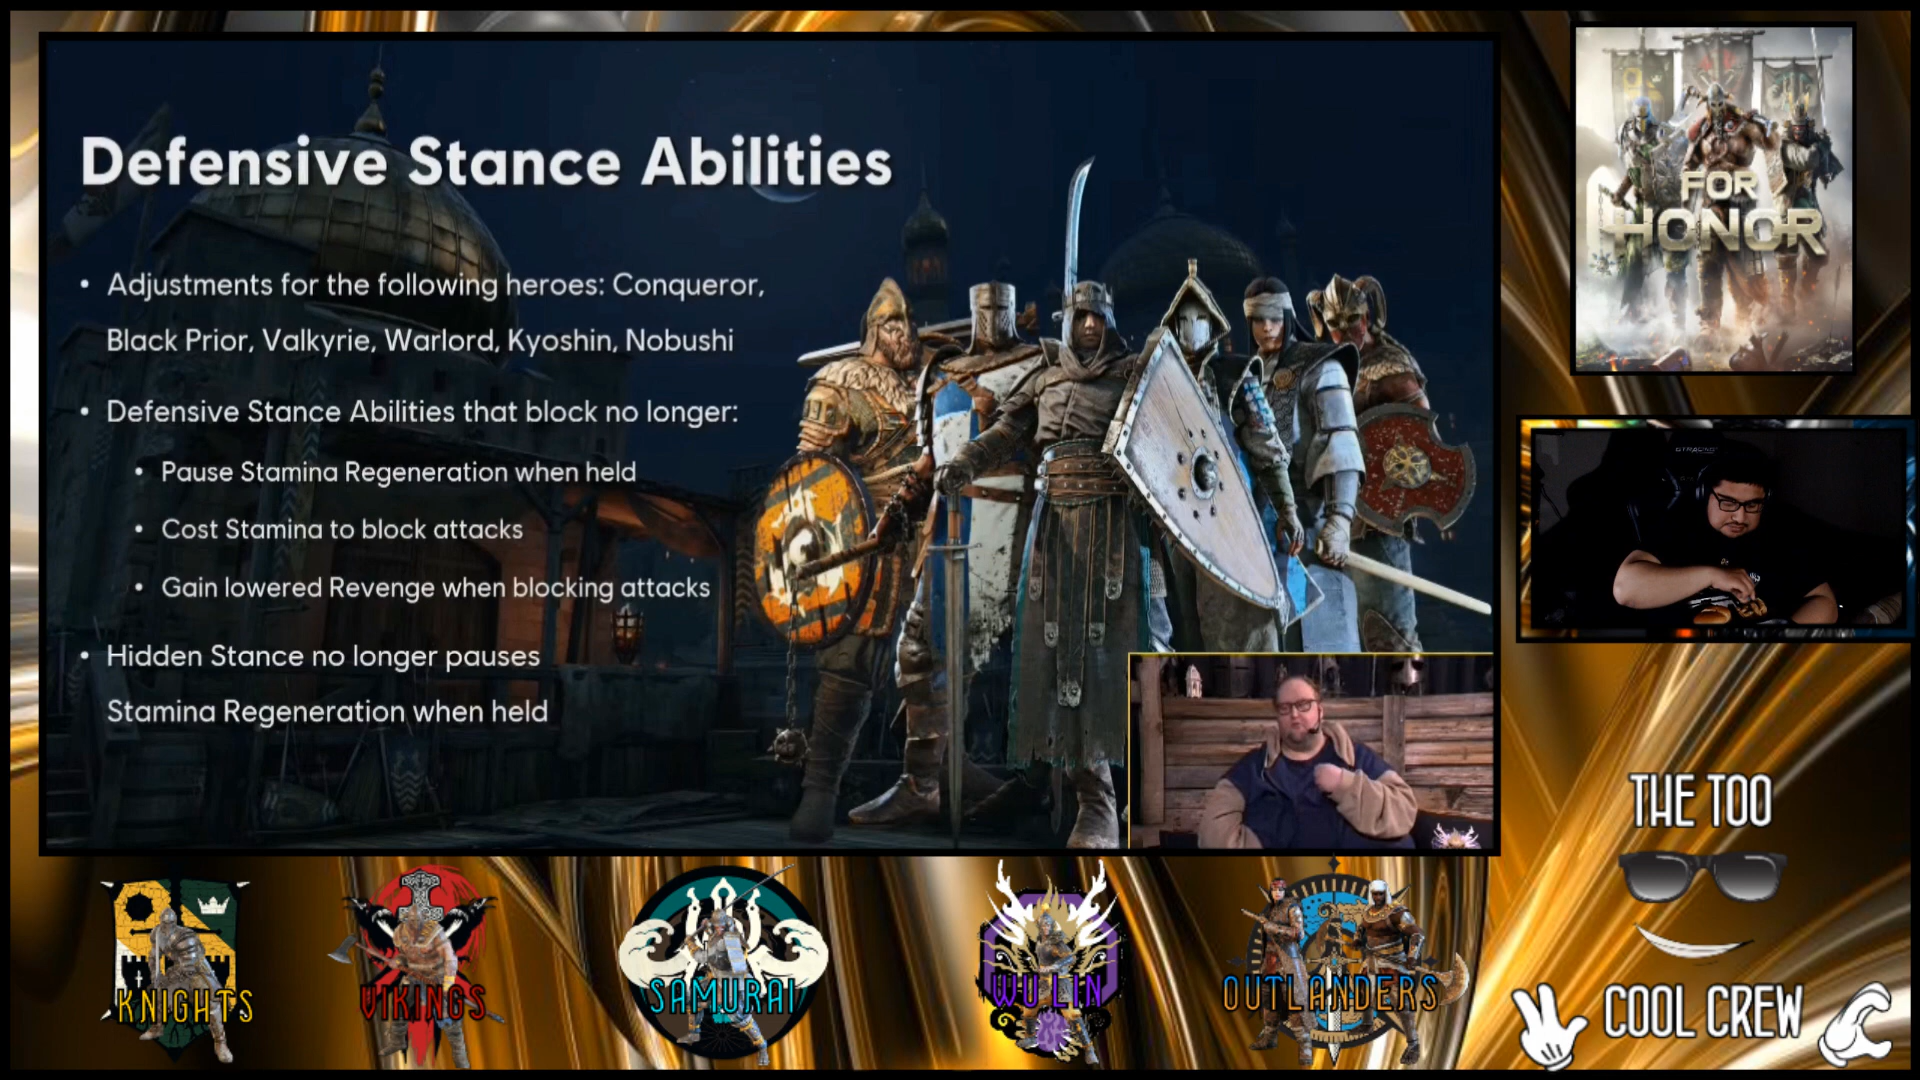 Defensive Stance Abilities
• Adjustments for the following heroes: Conqueror,
Black Prior, Valkyrie, Warlord, Kyoshin, Nobushi
• Defensive Stance Abilities that block no longer:
• Pause Stamina Regeneration when held
• Cost Stamina to block attacks
• Gain lowered Revenge when blocking attacks
• Hidden Stance no longer pauses
Stamina Regeneration when held
FOR
HONOR
GTRACING
THE TOO
COOL CREW
KNIGHTS
VIKINGS
SAMURAI
WU LIN
OUTLANDERS